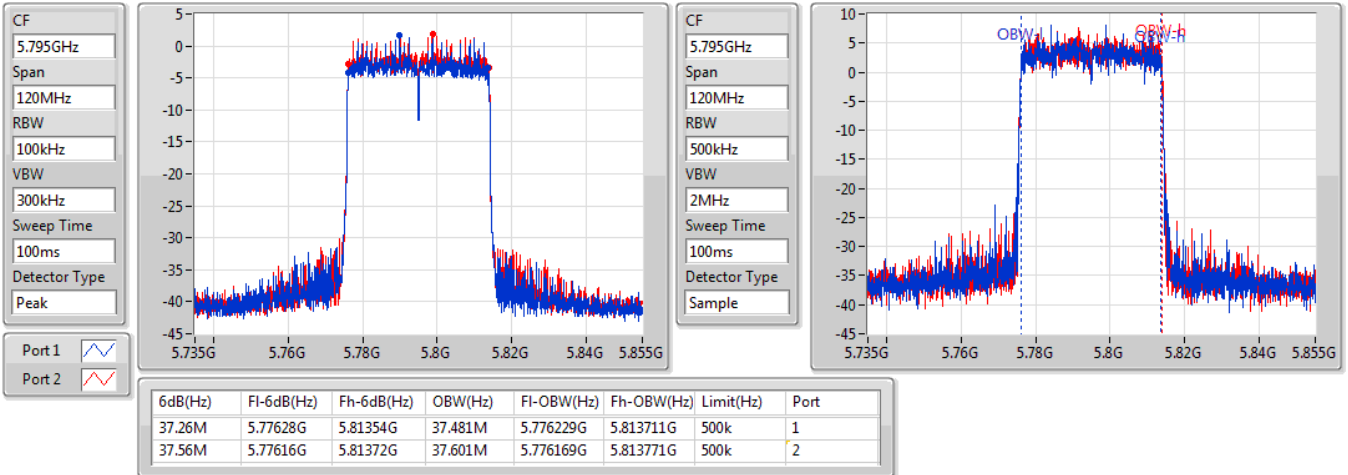 CF
5.795GHz
Span
120MHz
RBW
100kHz
VBW
300kHz
Sweep Time
100ms
Detector Type
Peak
Port 1
Port 2
5-
0-
-5-
-10-
-15-
-20-
-25-
-30-
-35-
-40-
-45-
5.735G 5.76G 5.78G 5.8G 5.82G 5.84G 5.855G
CF
5.795GHz
Span
120MHz
RBW
500kHz
VBW
2MHz
Sweep Time
100ms
Detector Type
Sample
10-
5-
0-
-5-
-10-
-15-
-20-
-25-
-30-
-35-
-40-
-45-
OBW-h
OBW-h
5.735G 5.76G 5.78G 5.8G 5.82G 5.84G 5.855G
6dB(Hz) Fl-6dB(Hz) Fh-6dB(Hz) OBW(Hz) Fl-OBW(Hz) Fh-OBW(Hz) Limit(Hz) Port
37.26M 5.77628G 5.81354G 37.481M 5.776229G 5.813711G 500k 1
37.56M 5.77616G 5.81372G 37.601M 5.776169G 5.813771G 500k 2